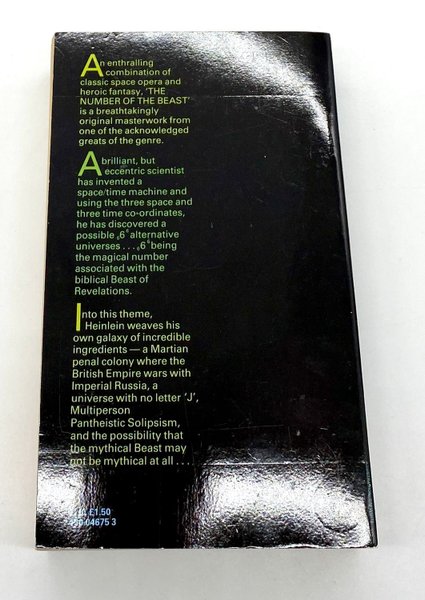 An enthralling
combination of
classic space opera and
heroic fantasy, 'THE
NUMBER OF THE BEAST'
is a breathtakingly
original masterwork from
one of the acknowledged
greats of the genre.
A brilliant, but
eccentric scientist
has invented a
space/time machine and
using the three space and
three time co-ordinates,
he has discovered a
possible ₆6⁶ alternative
universes . . . ₆6⁶ being
the magical number
associated with the
biblical Beast of
Revelations.
Into this theme,
Heinlein weaves his
own galaxy of incredible
ingredients — a Martian
penal colony where the
British Empire wars with
Imperial Russia, a
universe with no letter 'J',
Multiperson
Pantheistic Solipsism,
and the possibility that
the mythical Beast may
not be mythical at all . . .
£1.50
04675 3